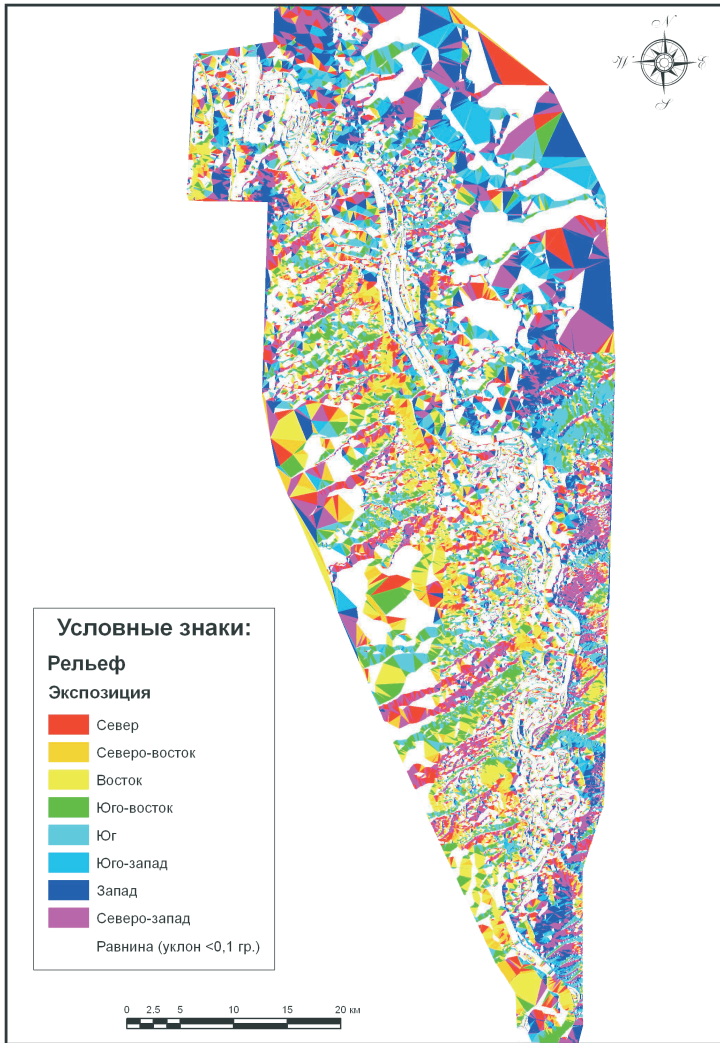 N
W E
S
Условные знаки:
Рельеф
Экспозиция
Север
Северо-восток
Восток
Юго-восток
Юг
Юго-запад
Запад
Северо-запад
Равнина (уклон <0,1 гр.)
0 2.5 5 10 15 20 км